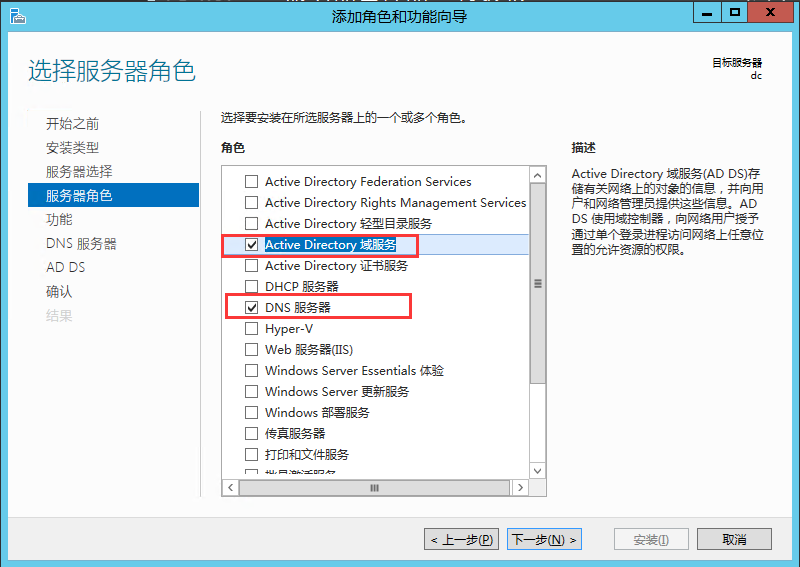 添加角色和功能向导
选择服务器角色
目标服务器
dc
开始之前
安装类型
服务器选择
服务器角色
功能
DNS 服务器
AD DS
确认
结果
选择要安装在所选服务器上的一个或多个角色。
角色
Active Directory Federation Services
Active Directory Rights Management Services
Active Directory 轻型目录服务
Active Directory 域服务
Active Directory 证书服务
DHCP 服务器
DNS 服务器
Hyper-V
Web 服务器(IIS)
Windows Server Essentials 体验
Windows Server 更新服务
Windows 部署服务
传真服务器
打印和文件服务
批量激活服务
描述
Active Directory 域服务(AD DS)存
储有关网络上的对象的信息，并向用
户和网络管理员提供这些信息。AD
DS 使用域控制器，向网络用户授予
通过单个登录进程访问网络上任意位
置的允许资源的权限。
< 上一步(P)
下一步(N) >
安装(I)
取消